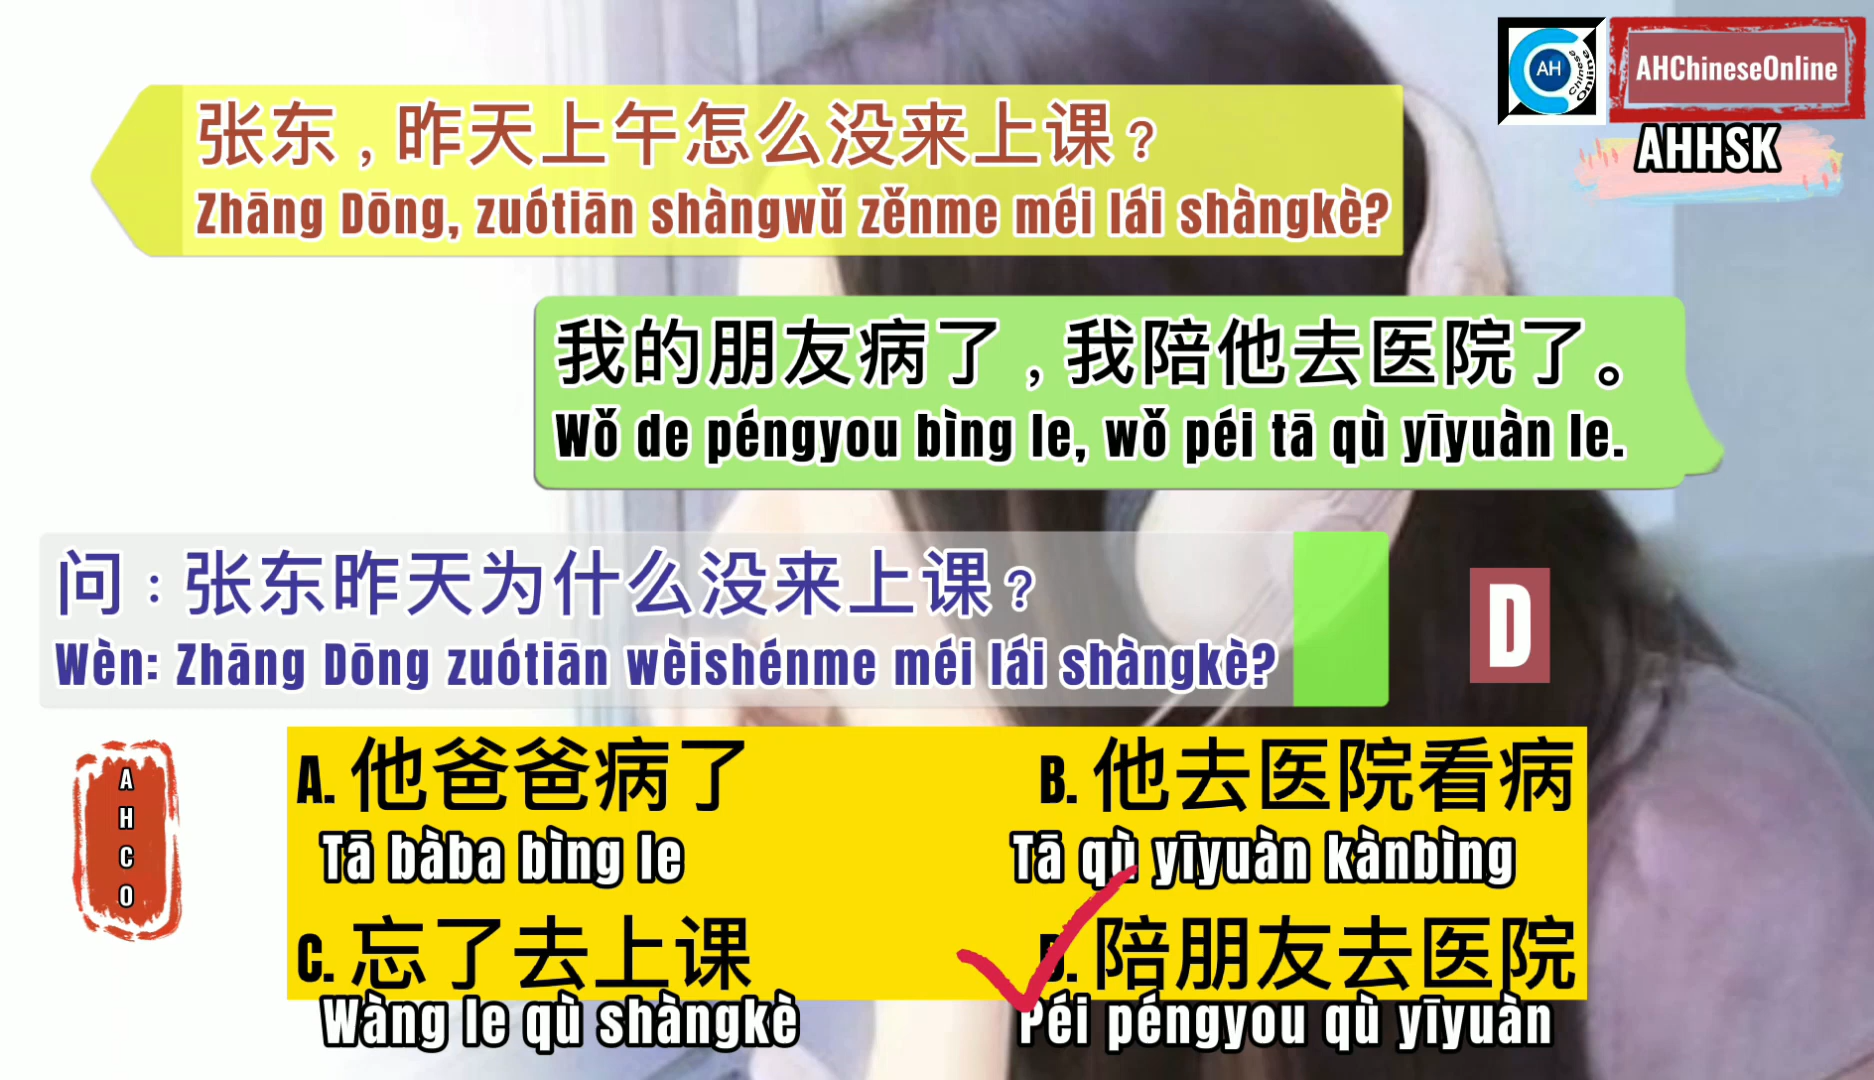 AH Chinese Online
AHChineseOnline
AHHSK
张东，昨天上午怎么没来上课？
Zhāng Dōng, zuótiān shàngwǔ zěnme méi lái shàngkè?
我的朋友病了，我陪他去医院了。
Wǒ de péngyou bìng le, wǒ péi tā qù yīyuàn le.
问：张东昨天为什么没来上课？
Wèn: Zhāng Dōng zuótiān wèishénme méi lái shàngkè?
D
AHCO
A. 他爸爸病了
Tā bàba bìng le
B. 他去医院看病
Tā qù yīyuàn kànbìng
C. 忘了去上课
Wàng le qù shàngkè
D. 陪朋友去医院
Péi péngyou qù yīyuàn